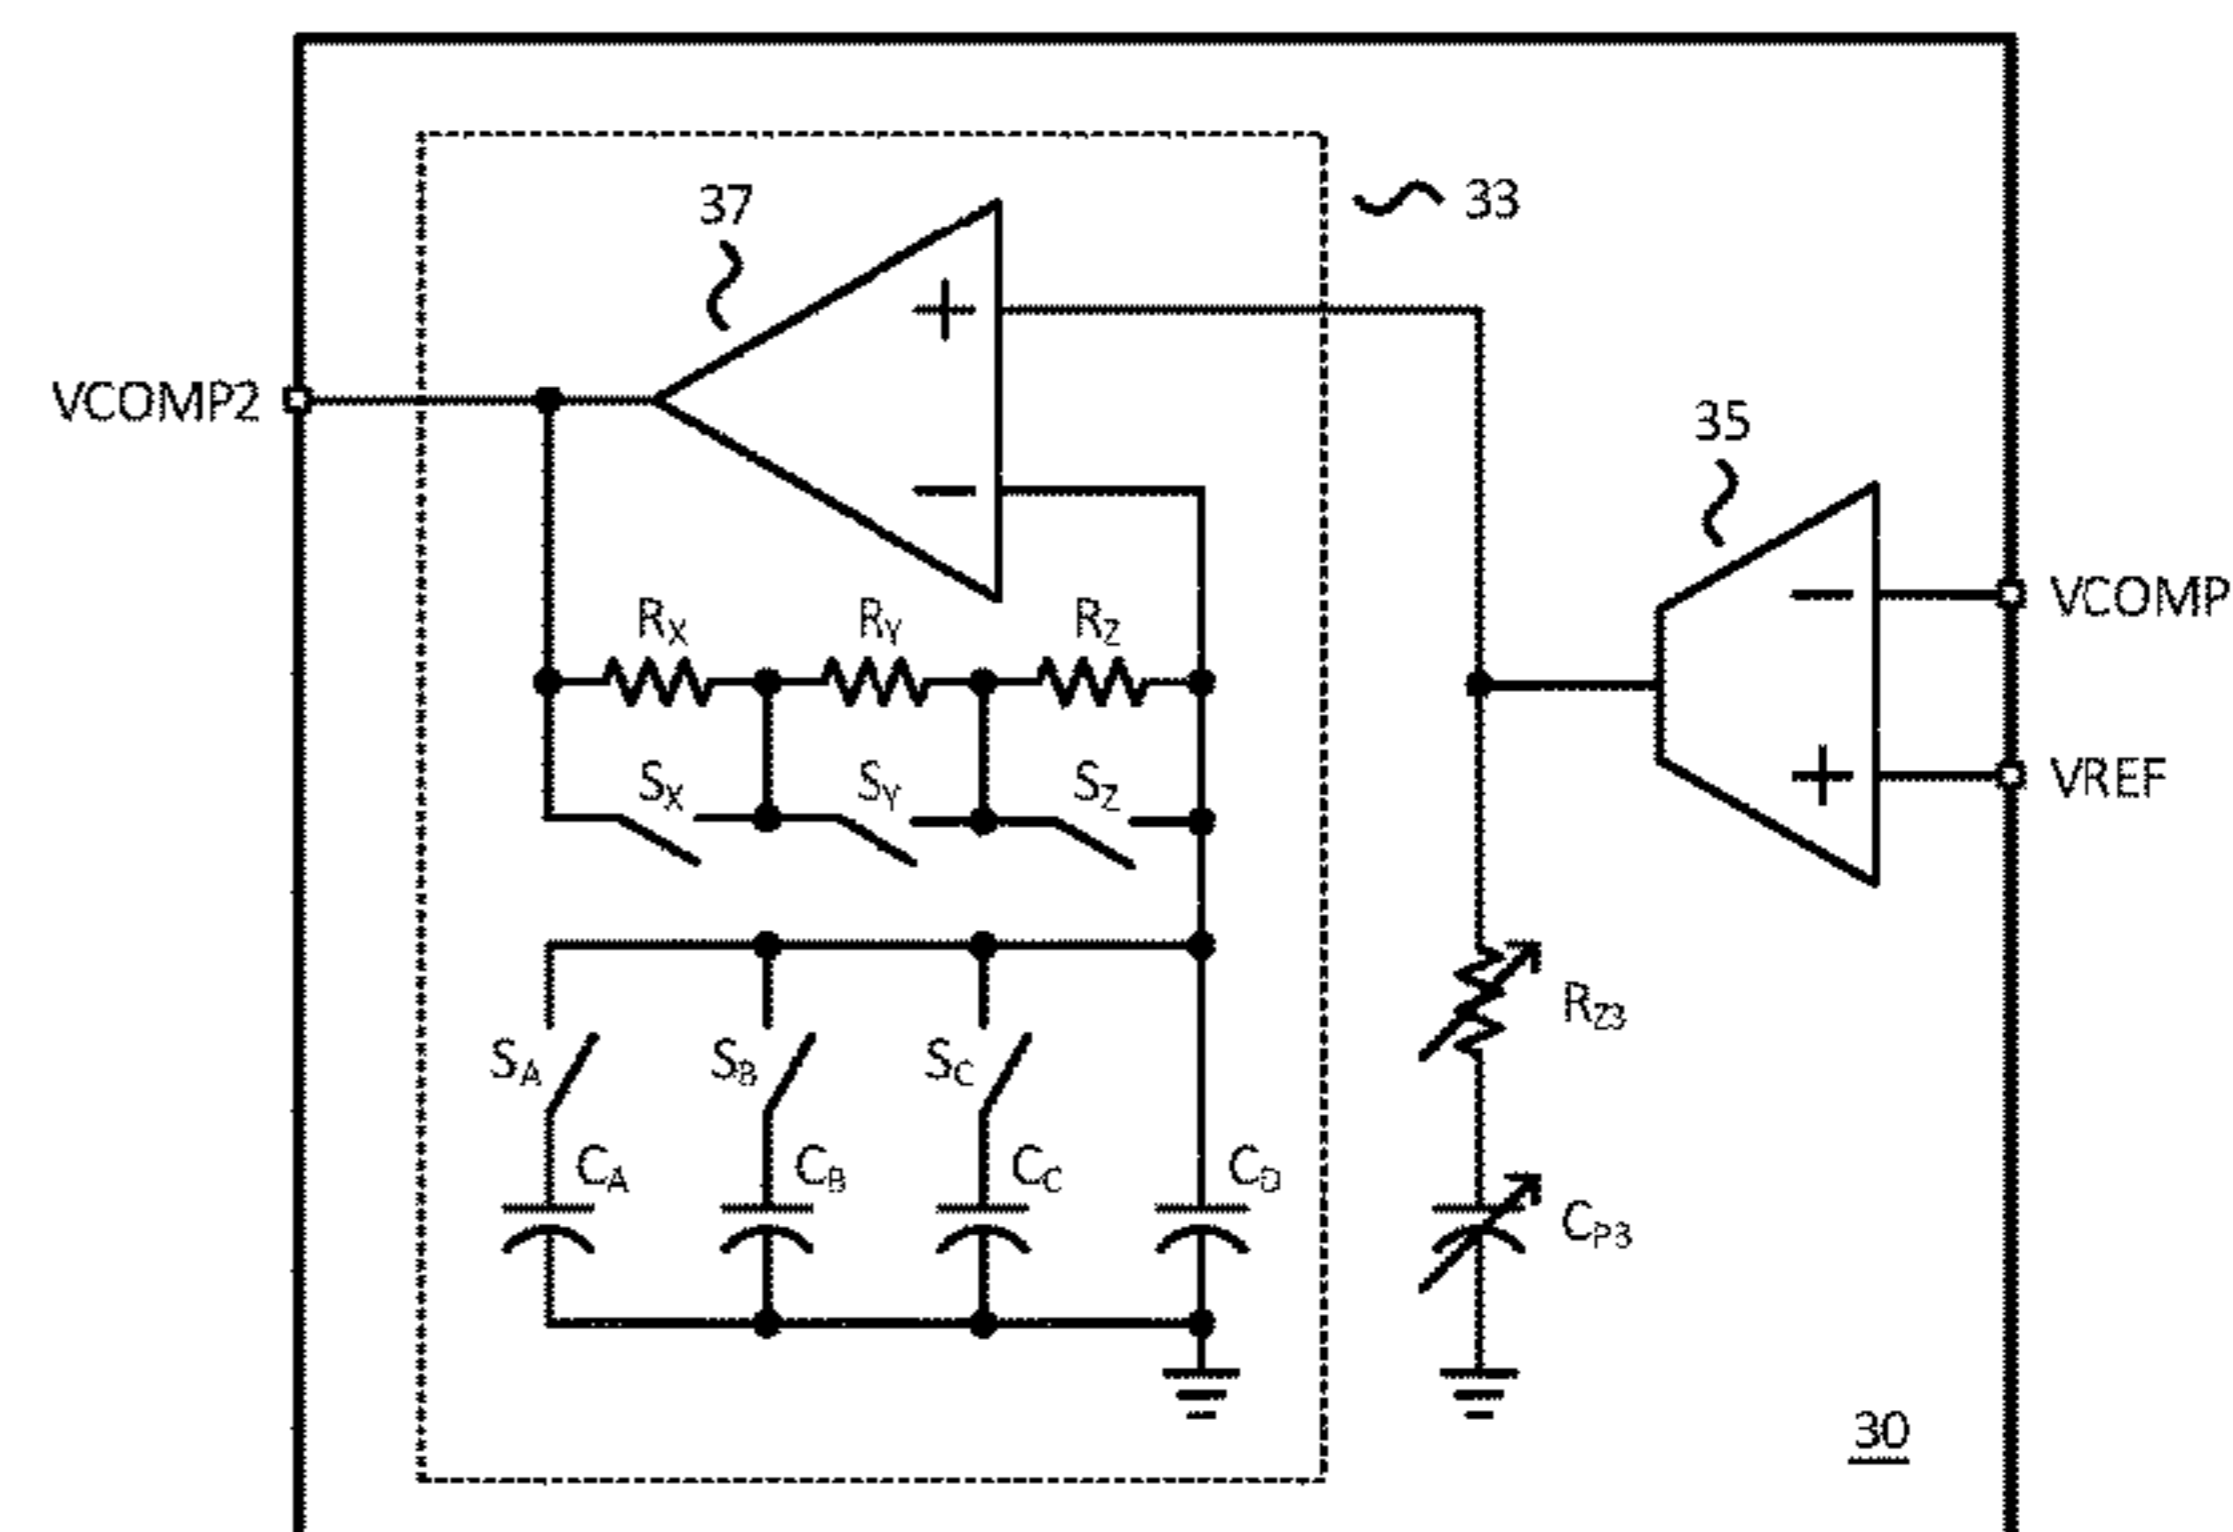 37
33
VCOMP2
35
VCOMP
VREF
+
−
−
+
RX
RY
RZ
SX
SY
SZ
SA
SB
SC
RZ3
CA
CB
CC
CD
CP3
30